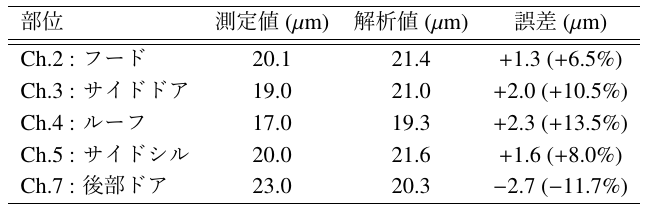 部位 測定値 (μm) 解析値 (μm) 誤差 (μm)
Ch.2 : フード 20.1 21.4 +1.3 (+6.5%)
Ch.3 : サイドドア 19.0 21.0 +2.0 (+10.5%)
Ch.4 : ルーフ 17.0 19.3 +2.3 (+13.5%)
Ch.5 : サイドシル 20.0 21.6 +1.6 (+8.0%)
Ch.7 : 後部ドア 23.0 20.3 −2.7 (−11.7%)